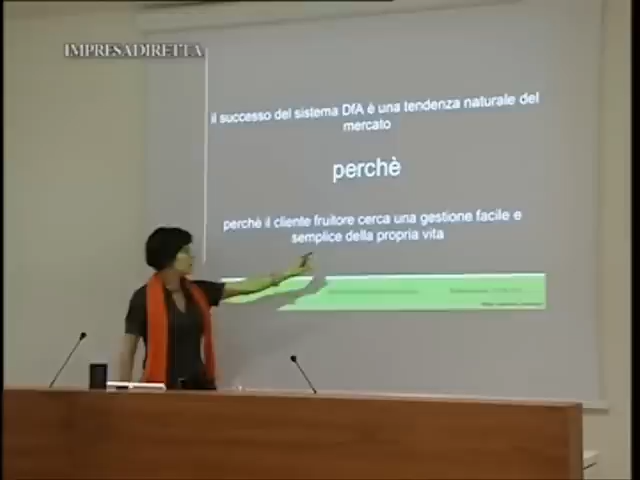 IMPRESADIRETTA
il successo del sistema DfA è una tendenza naturale del
mercato
perchè
perchè il cliente fruitore cerca una gestione facile e
semplice della propria vita